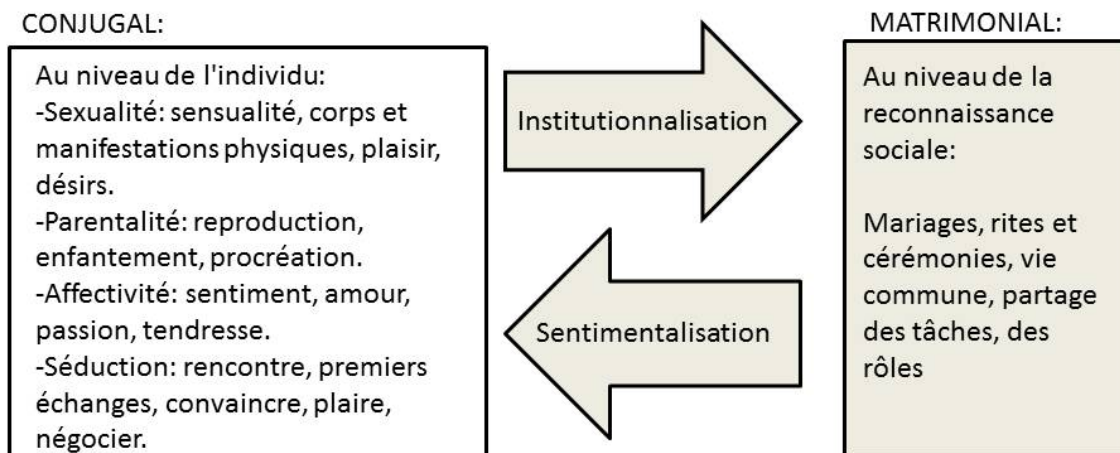 CONJUGAL:
Au niveau de l'individu:
-Sexualité: sensualité, corps et
manifestations physiques, plaisir,
désirs.
-Parentalité: reproduction,
enfantement, procréation.
-Affectivité: sentiment, amour,
passion, tendresse.
-Séduction: rencontre, premiers
échanges, convaincre, plaire,
négocier.
Institutionnalisation
Sentimentalisation
MATRIMONIAL:
Au niveau de la
reconnaissance
sociale:
Mariages, rites et
cérémonies, vie
commune, partage
des tâches, des
rôles